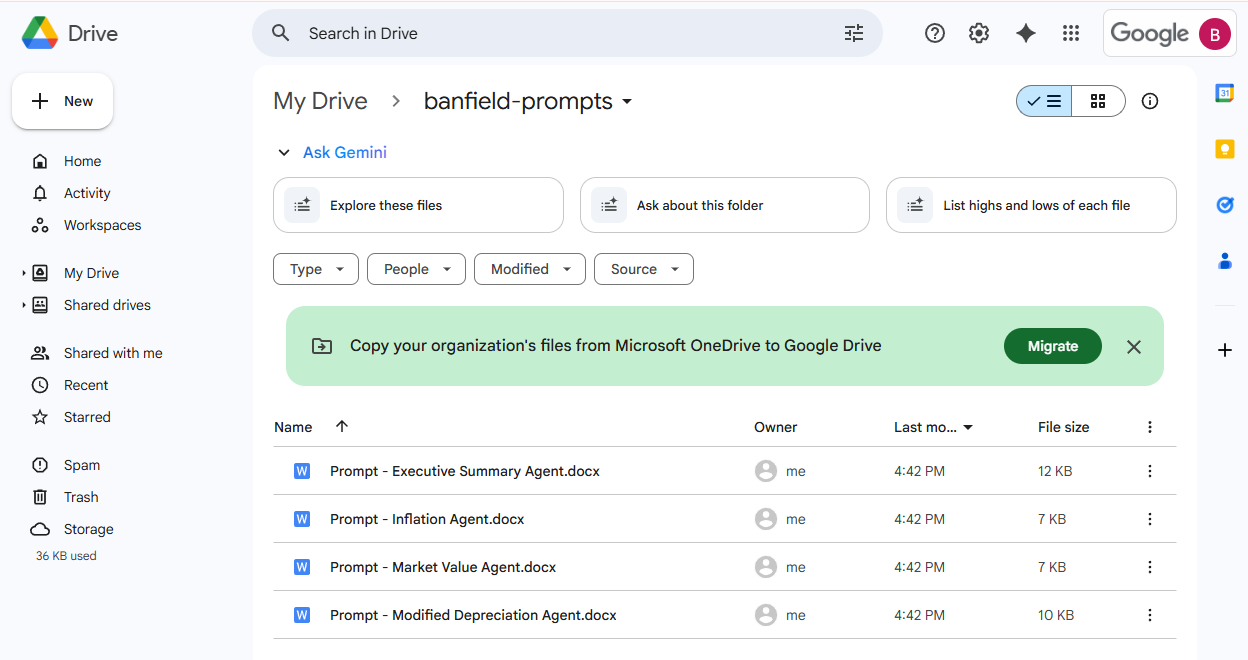 Drive
Search in Drive
Google
B
New
Home
Activity
Workspaces
My Drive
Shared drives
Shared with me
Recent
Starred
Spam
Trash
Storage
36 KB used
My Drive > banfield-prompts
Ask Gemini
Explore these files
Ask about this folder
List highs and lows of each file
Type
People
Modified
Source
Copy your organization's files from Microsoft OneDrive to Google Drive
Migrate
Name Owner Last mo... File size
W Prompt - Executive Summary Agent.docx me 4:42 PM 12 KB
W Prompt - Inflation Agent.docx me 4:42 PM 7 KB
W Prompt - Market Value Agent.docx me 4:42 PM 7 KB
W Prompt - Modified Depreciation Agent.docx me 4:42 PM 10 KB
31